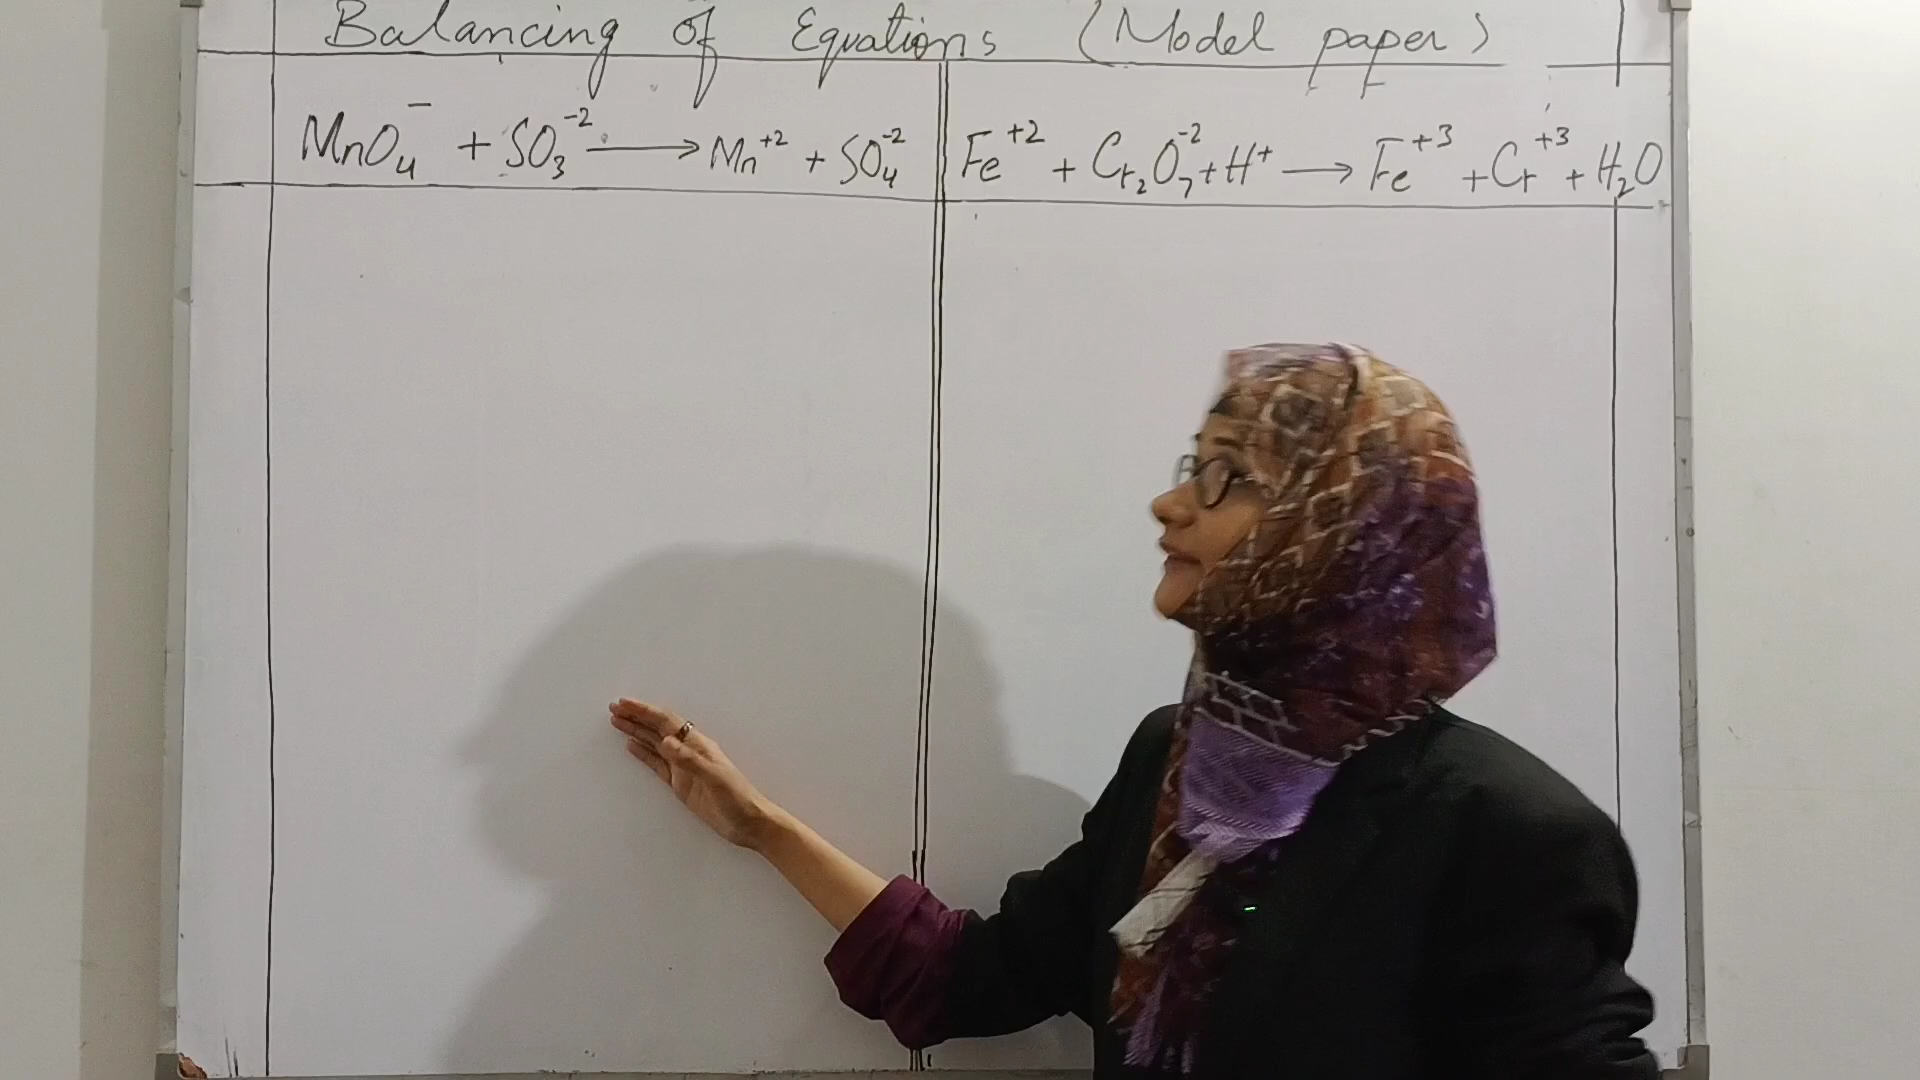 Balancing of Equations (Model paper)
MnO₄⁻ + SO₃⁻² ⟶ Mn⁺² + SO₄⁻²
Fe⁺² + Cr₂O₇⁻² + H⁺ ⟶ Fe⁺³ + Cr⁺³ + H₂O